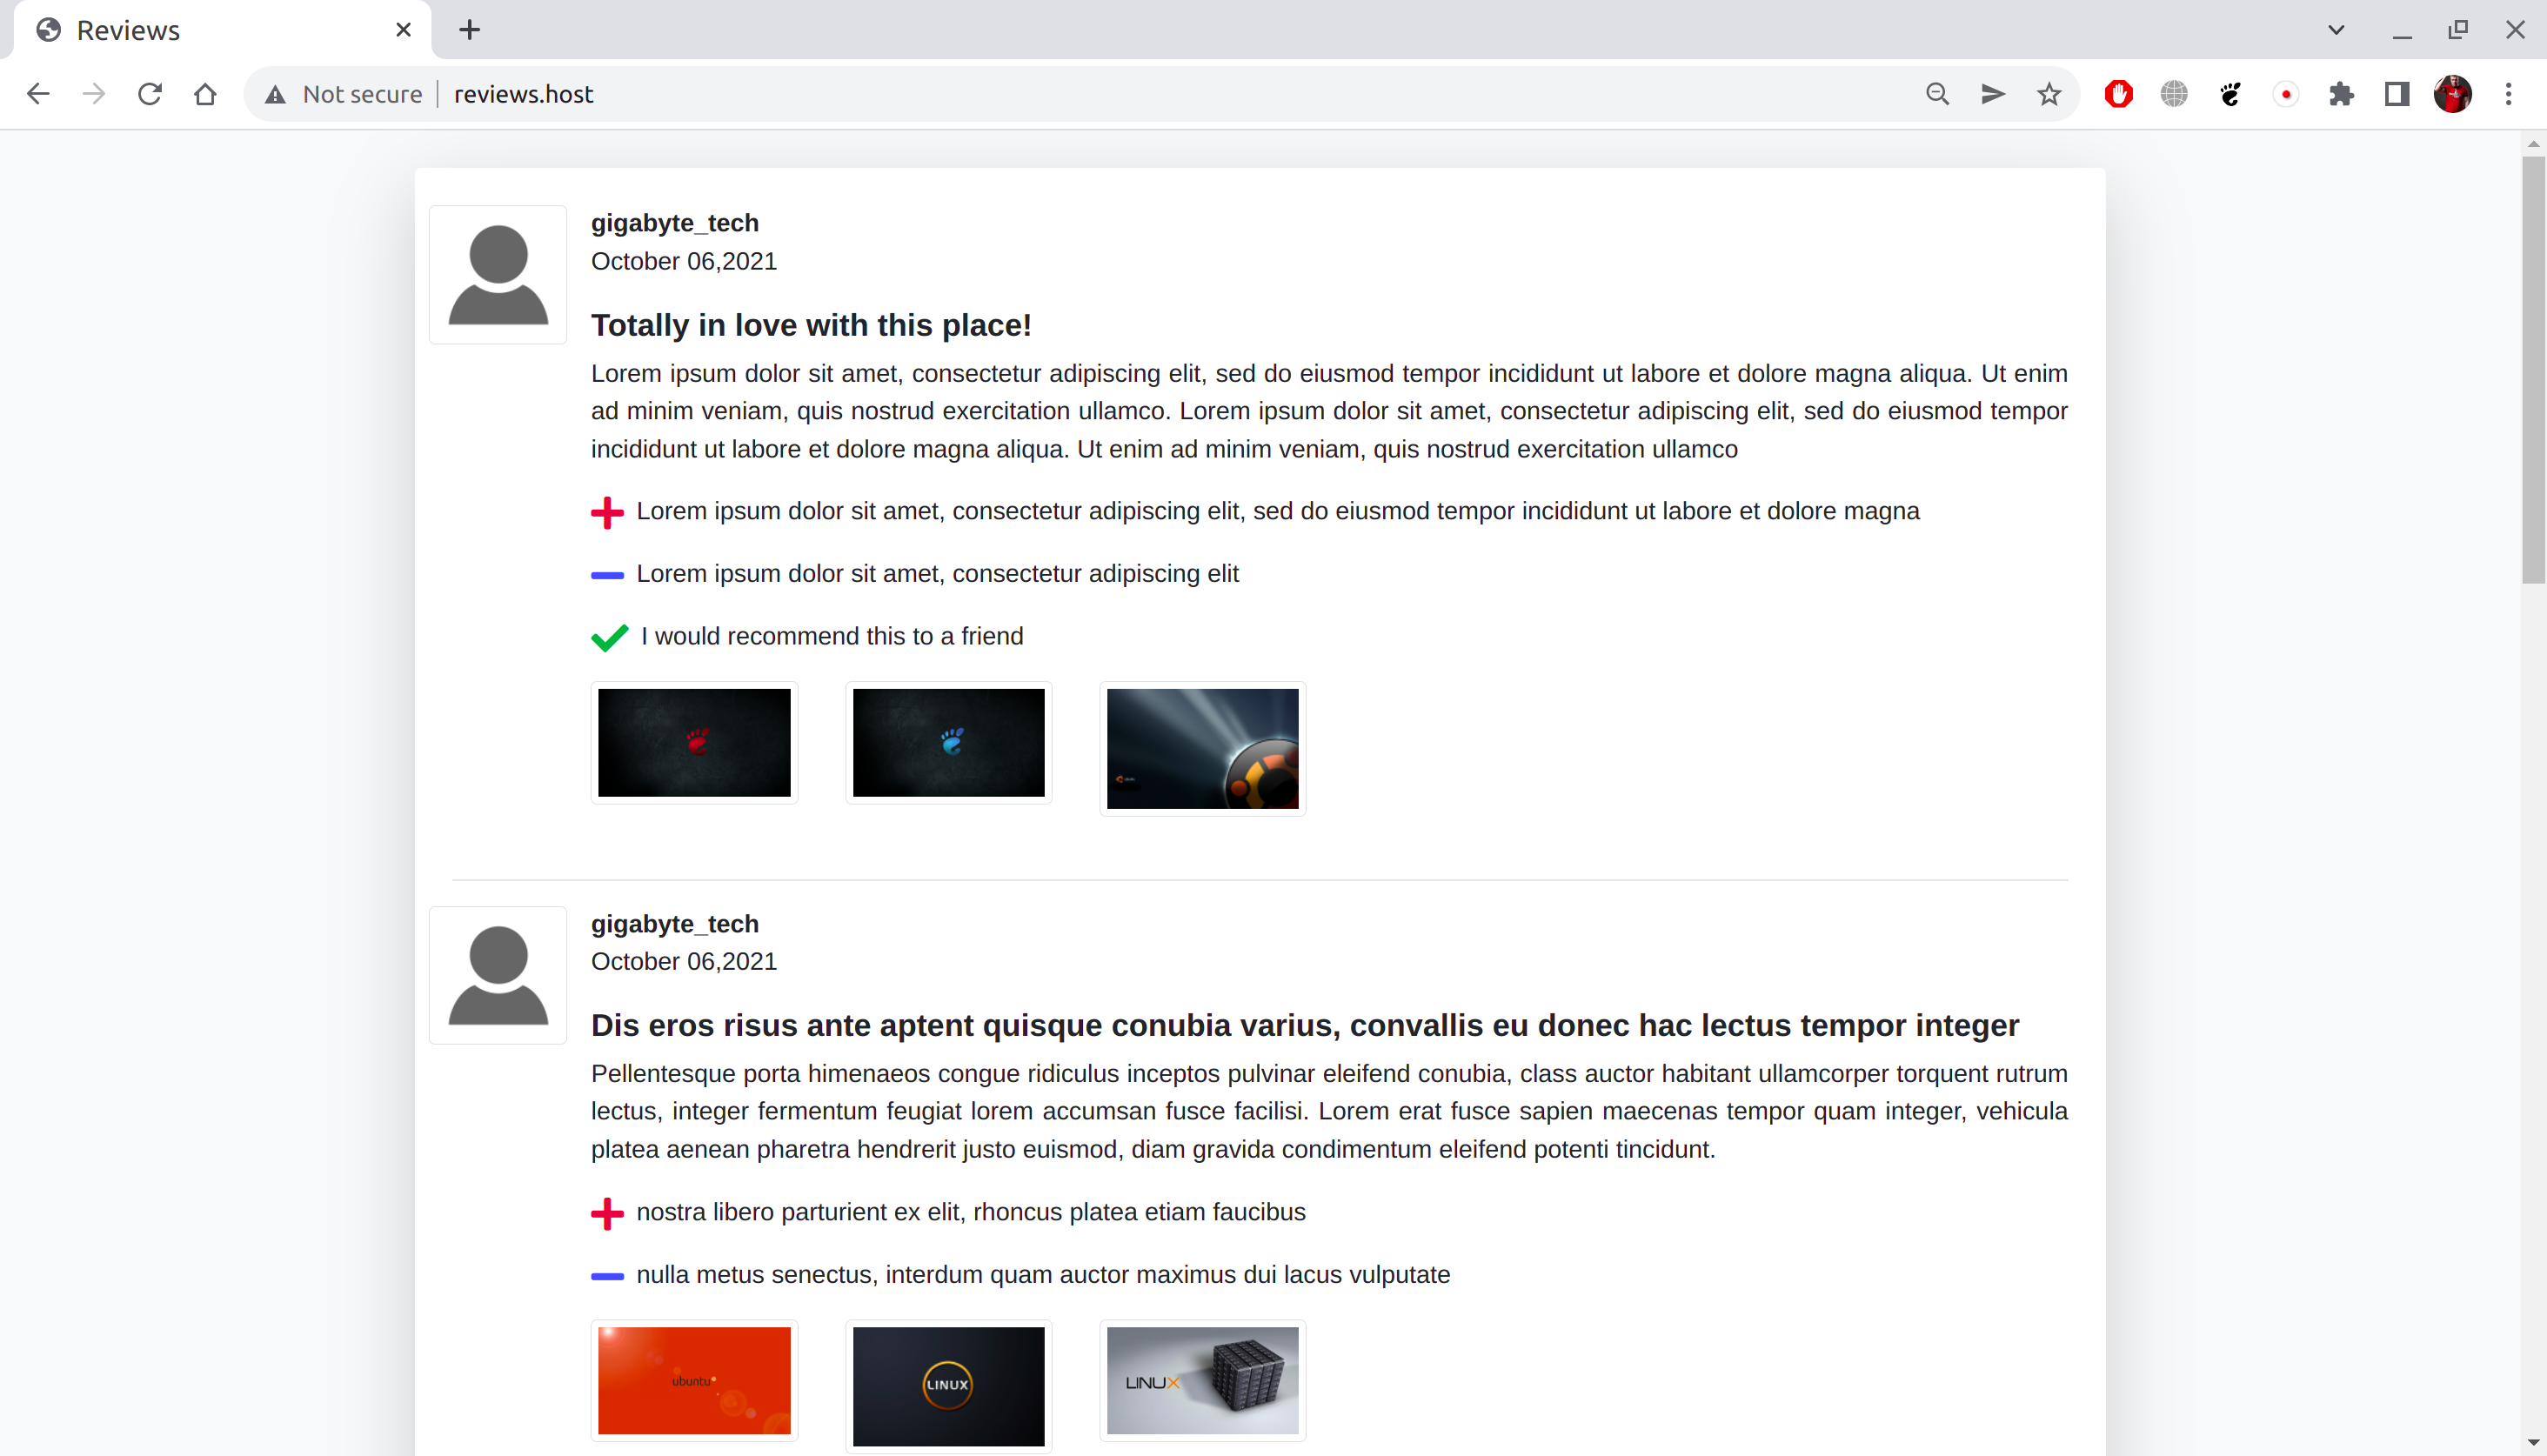 Reviews
Not secure
reviews.host
gigabyte_tech
October 06,2021
Totally in love with this place!
Lorem ipsum dolor sit amet, consectetur adipiscing elit, sed do eiusmod tempor incididunt ut labore et dolore magna aliqua. Ut enim
ad minim veniam, quis nostrud exercitation ullamco. Lorem ipsum dolor sit amet, consectetur adipiscing elit, sed do eiusmod tempor
incididunt ut labore et dolore magna aliqua. Ut enim ad minim veniam, quis nostrud exercitation ullamco
Lorem ipsum dolor sit amet, consectetur adipiscing elit, sed do eiusmod tempor incididunt ut labore et dolore magna
Lorem ipsum dolor sit amet, consectetur adipiscing elit
I would recommend this to a friend
gigabyte_tech
October 06,2021
Dis eros risus ante aptent quisque conubia varius, convallis eu donec hac lectus tempor integer
Pellentesque porta himenaeos congue ridiculus inceptos pulvinar eleifend conubia, class auctor habitant ullamcorper torquent rutrum
lectus, integer fermentum feugiat lorem accumsan fusce facilisi. Lorem erat fusce sapien maecenas tempor quam integer, vehicula
platea aenean pharetra hendrerit justo euismod, diam gravida condimentum eleifend potenti tincidunt.
nostra libero parturient ex elit, rhoncus platea etiam faucibus
nulla metus senectus, interdum quam auctor maximus dui lacus vulputate
ubuntu
LINUX
LINUX